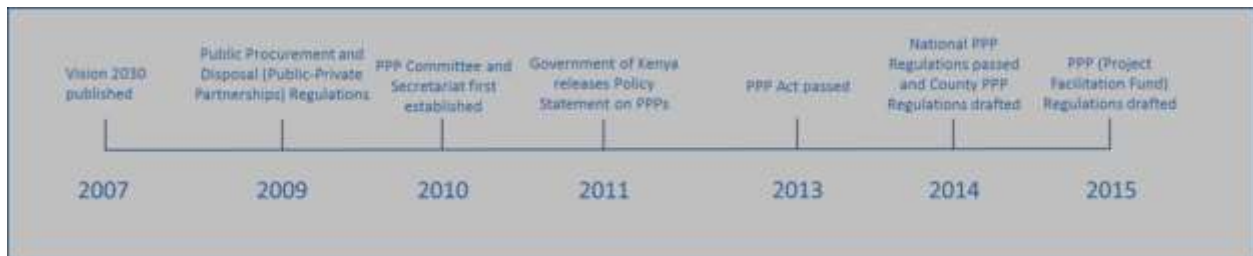 Vision 2030
published
Public Procurement and
Disposal (Public-Private
Partnerships) Regulations
PPP Committee and
Secretariat first
established
Government of Kenya
releases Policy
Statement on PPPs
PPP Act passed
National PPP
Regulations passed
and County PPP
Regulations drafted
PPP (Project
Facilitation Fund)
Regulations drafted
2007
2009
2010
2011
2013
2014
2015